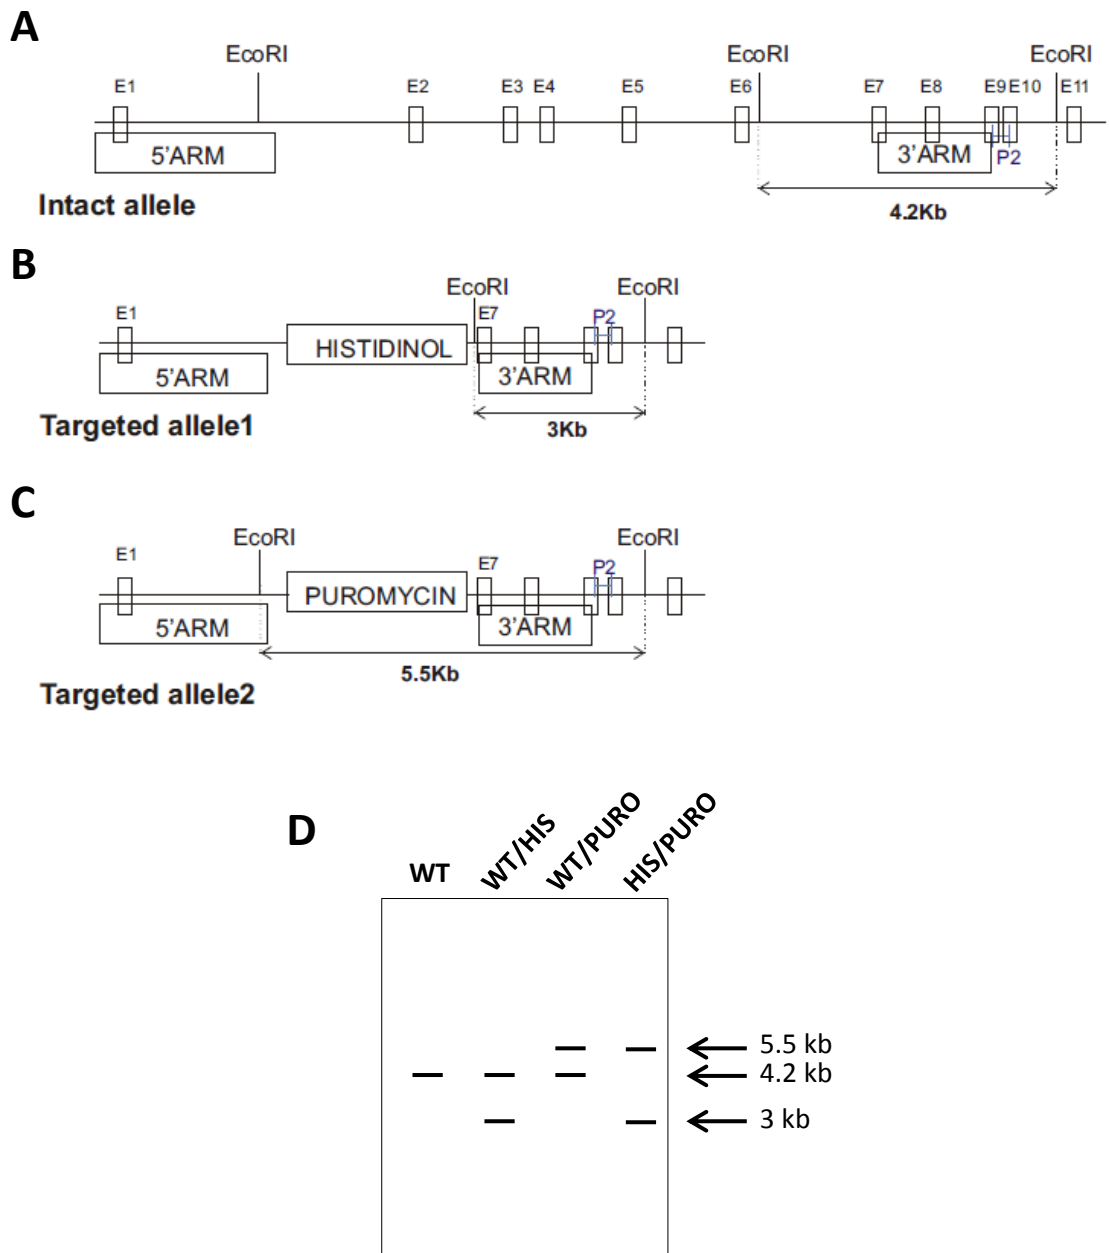 A
EcoRI EcoRI EcoRI
E1 E2 E3 E4 E5 E6 E7 E8 E9 E10 E11
5'ARM 3'ARM P2
Intact allele 4.2Kb
B
EcoRI EcoRI
E1 E7 P2
HISTIDINOL
5'ARM 3'ARM
Targeted allele1 3Kb
C
EcoRI EcoRI
E1 E7 P2
PUROMYCIN
5'ARM 3'ARM
5.5Kb
Targeted allele2
D
WT WT/HIS WT/PURO HIS/PURO
5.5 kb
4.2 kb
3 kb